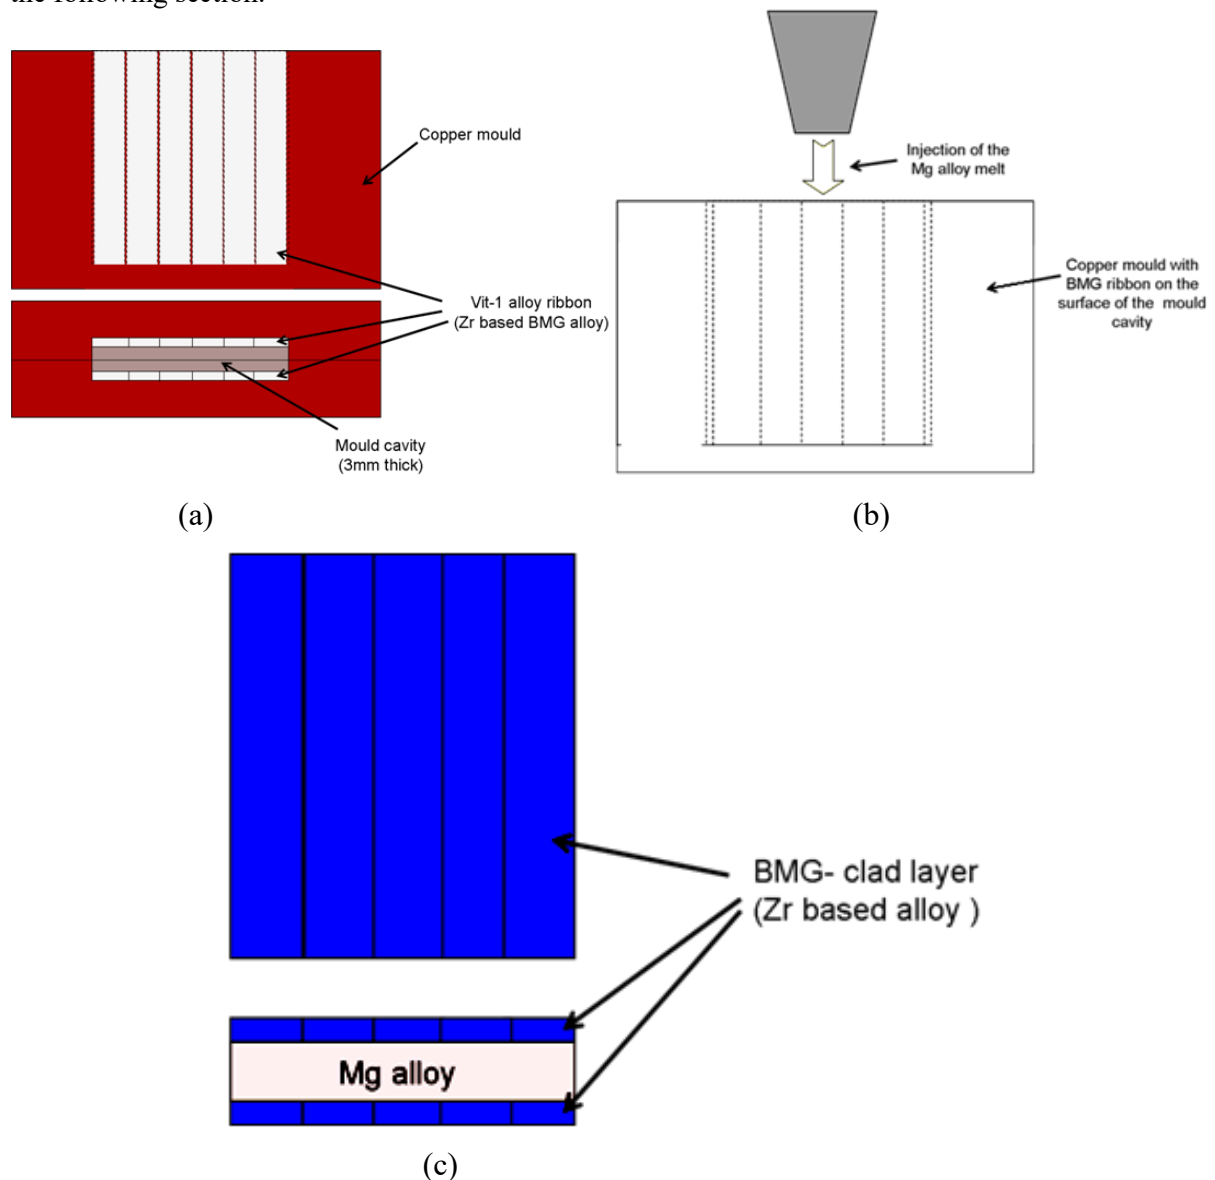 the following section.
Copper mould
Vit-1 alloy ribbon
(Zr based BMG alloy)
Mould cavity
(3mm thick)
(a)
Injection of the
Mg alloy melt
Copper mould with
BMG ribbon on the
surface of the mould
cavity
(b)
BMG- clad layer
(Zr based alloy )
Mg alloy
(c)